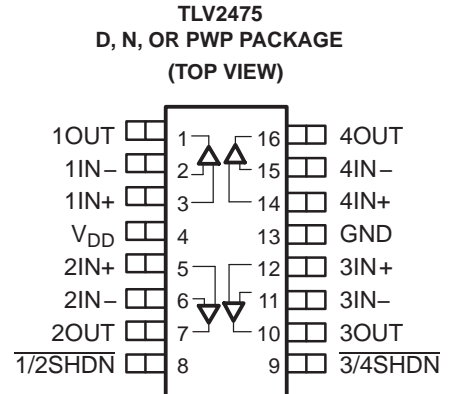 TLV2475
D, N, OR PWP PACKAGE
(TOP VIEW)
1OUT 1 16 4OUT
1IN− 2 15 4IN−
1IN+ 3 14 4IN+
VDD 4 13 GND
2IN+ 5 12 3IN+
2IN− 6 11 3IN−
2OUT 7 10 3OUT
1/2SHDN 8 9 3/4SHDN